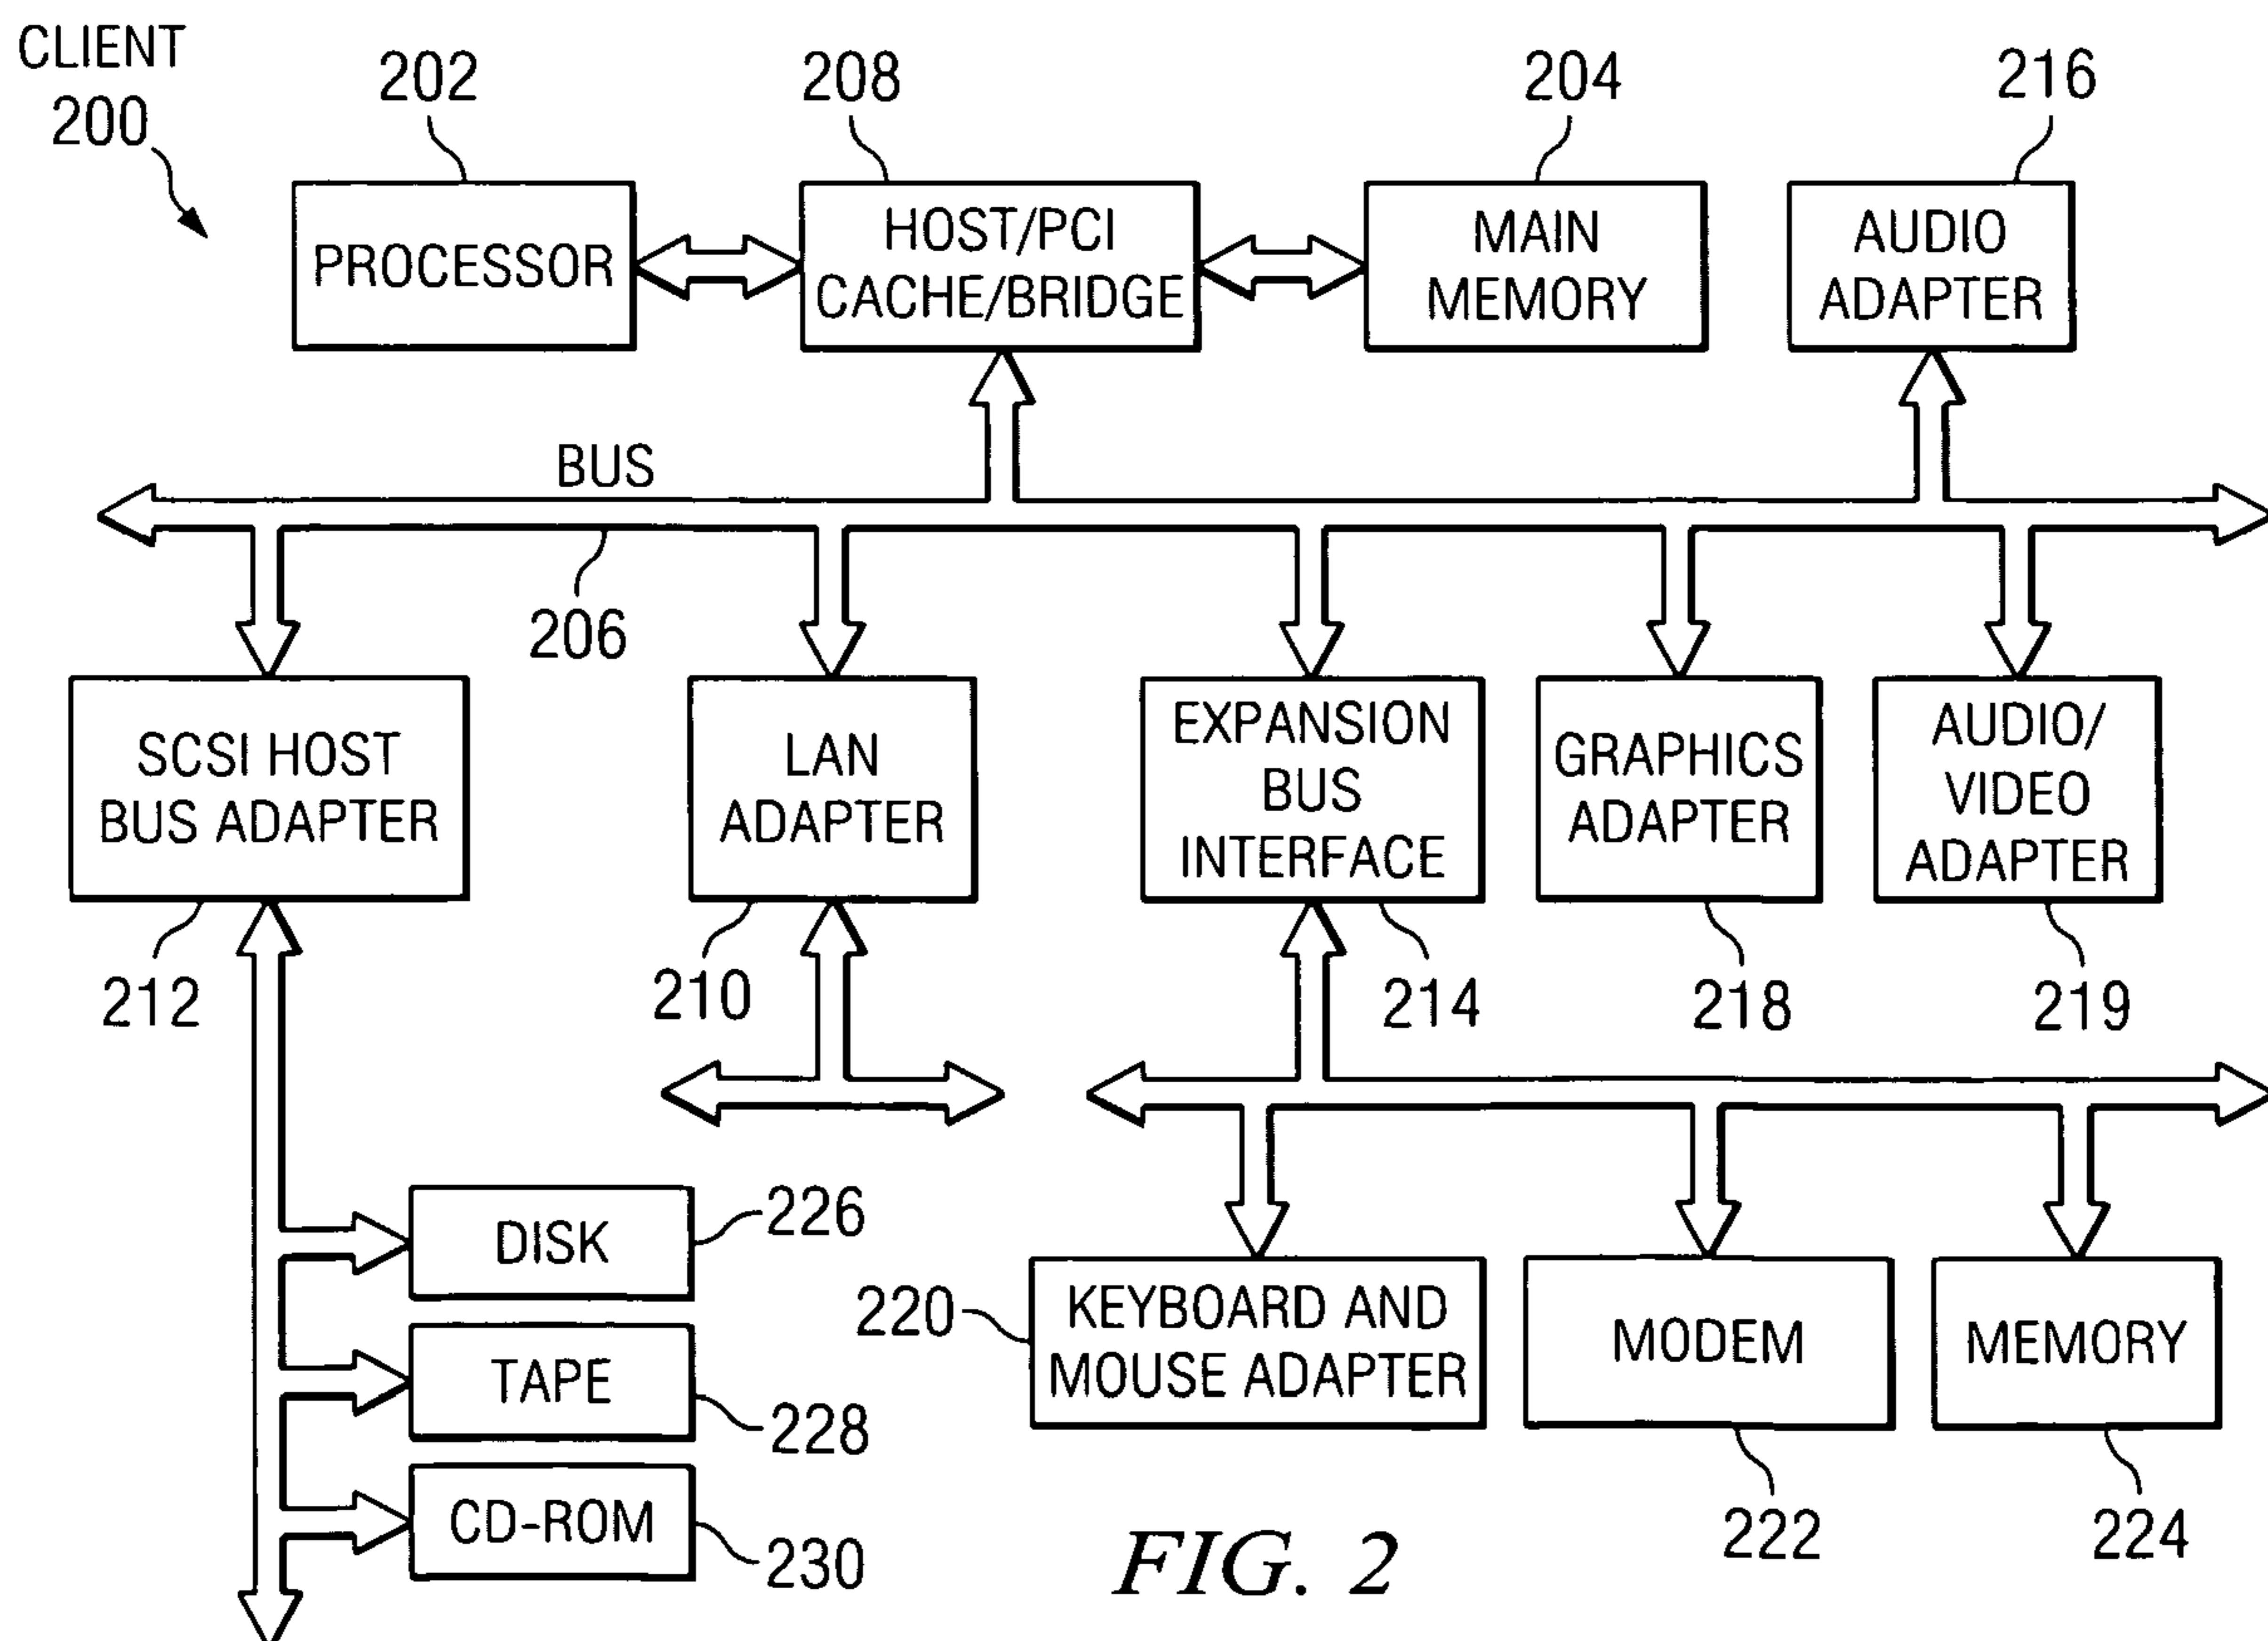 CLIENT
200
202
208
204
216
PROCESSOR
HOST/PCI
CACHE/BRIDGE
MAIN
MEMORY
AUDIO
ADAPTER
BUS
206
SCSI HOST
BUS ADAPTER
LAN
ADAPTER
EXPANSION
BUS
INTERFACE
GRAPHICS
ADAPTER
AUDIO/
VIDEO
ADAPTER
212
210
214
218
219
DISK
226
TAPE
228
CD-ROM
230
220
KEYBOARD AND
MOUSE ADAPTER
MODEM
MEMORY
222
224
FIG. 2